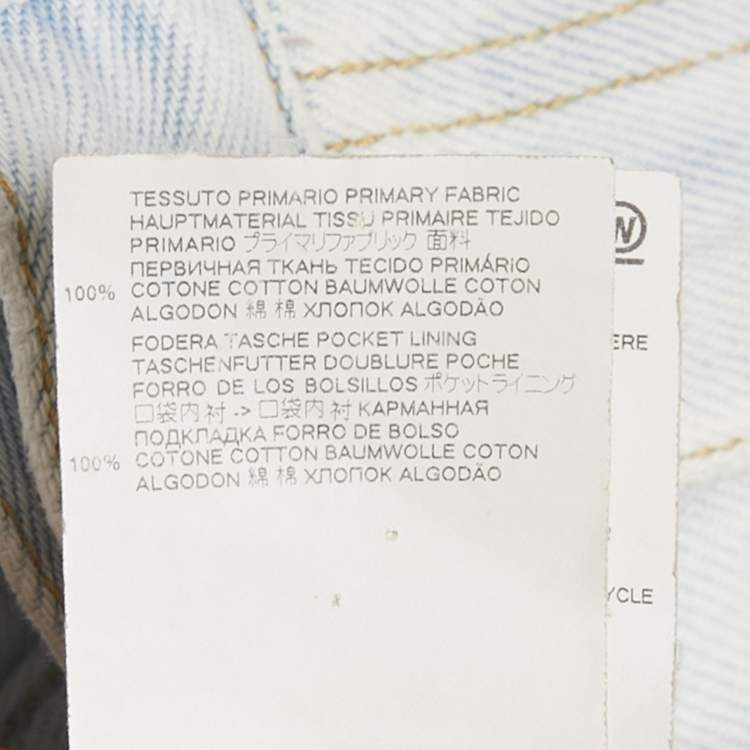 TESSUTO PRIMARIO PRIMARY FABRIC
HAUPTMATERIAL TISSU PRIMAIRE TEJIDO
PRIMARIO プライマリファブリック 面料
ПЕРВИЧНАЯ ТКАНЬ TECIDO PRIMÁRIO
100% COTONE COTTON BAUMWOLLE COTON
ALGODON 綿 棉 ХЛОПОК ALGODÃO
FODERA TASCHE POCKET LINING
TASCHENFUTTER DOUBLURE POCHE
FORRO DE LOS BOLSILLOS ポケットライニング
口袋内衬 -> 口袋内衬 КАРМАННАЯ
ПОДКЛАДКА FORRO DE BOLSO
100% COTONE COTTON BAUMWOLLE COTON
ALGODON 綿 棉 ХЛОПОК ALGODÃO
W
ERE
YCLE